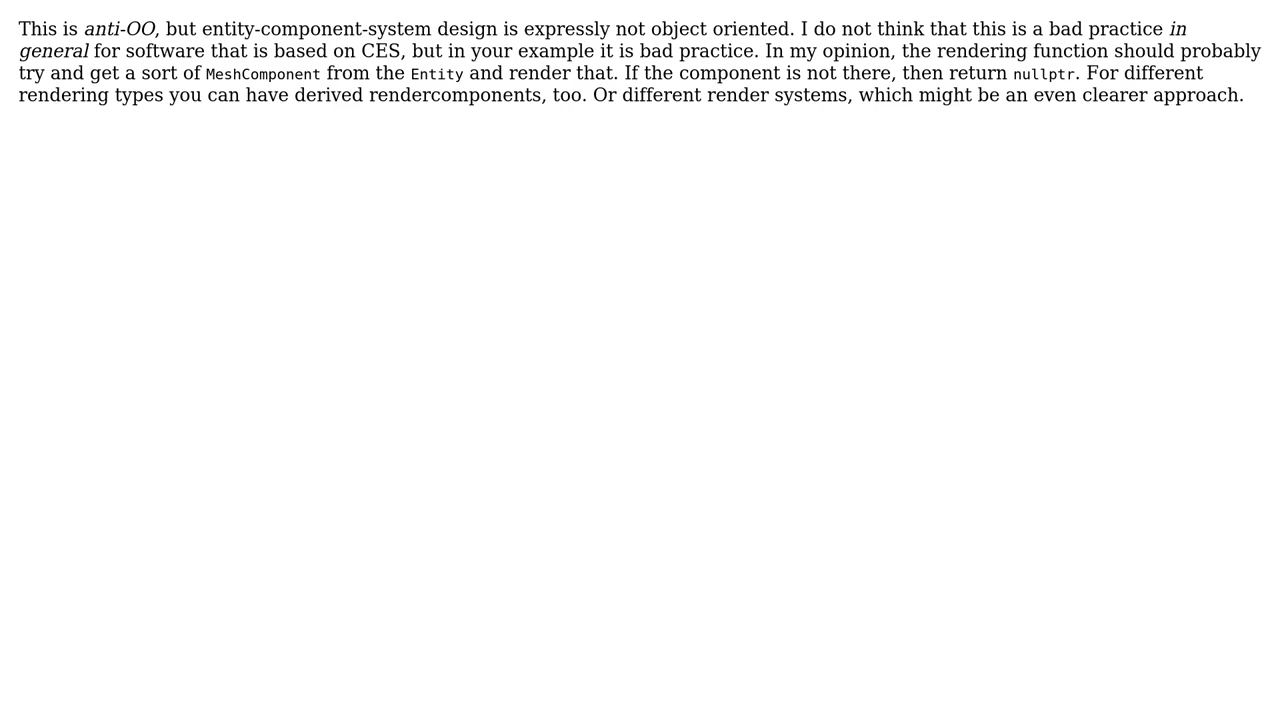 This is anti-OO, but entity-component-system design is expressly not object oriented. I do not think that this is a bad practice in
general for software that is based on CES, but in your example it is bad practice. In my opinion, the rendering function should probably
try and get a sort of MeshComponent from the Entity and render that. If the component is not there, then return nullptr. For different
rendering types you can have derived rendercomponents, too. Or different render systems, which might be an even clearer approach.